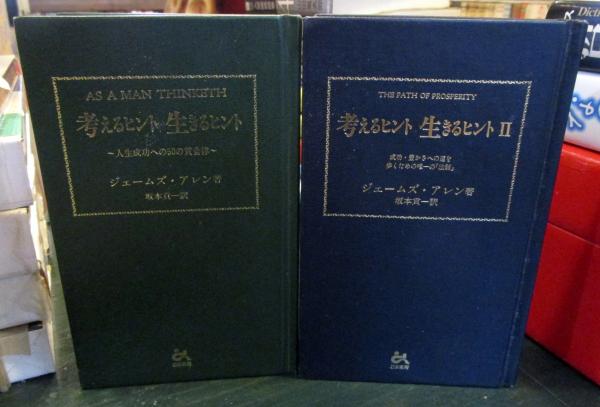 AS A MAN THINKETH
考えるヒント 生きるヒント
~人生成功への50の黄金律~
ジェームズ・アレン著
坂本貢一訳
THE PATH OF PROSPERITY
考えるヒント 生きるヒント II
成功・豊かさへの道を
歩くための唯一の「法則」
ジェームズ・アレン著
坂本貢一訳
Dicti